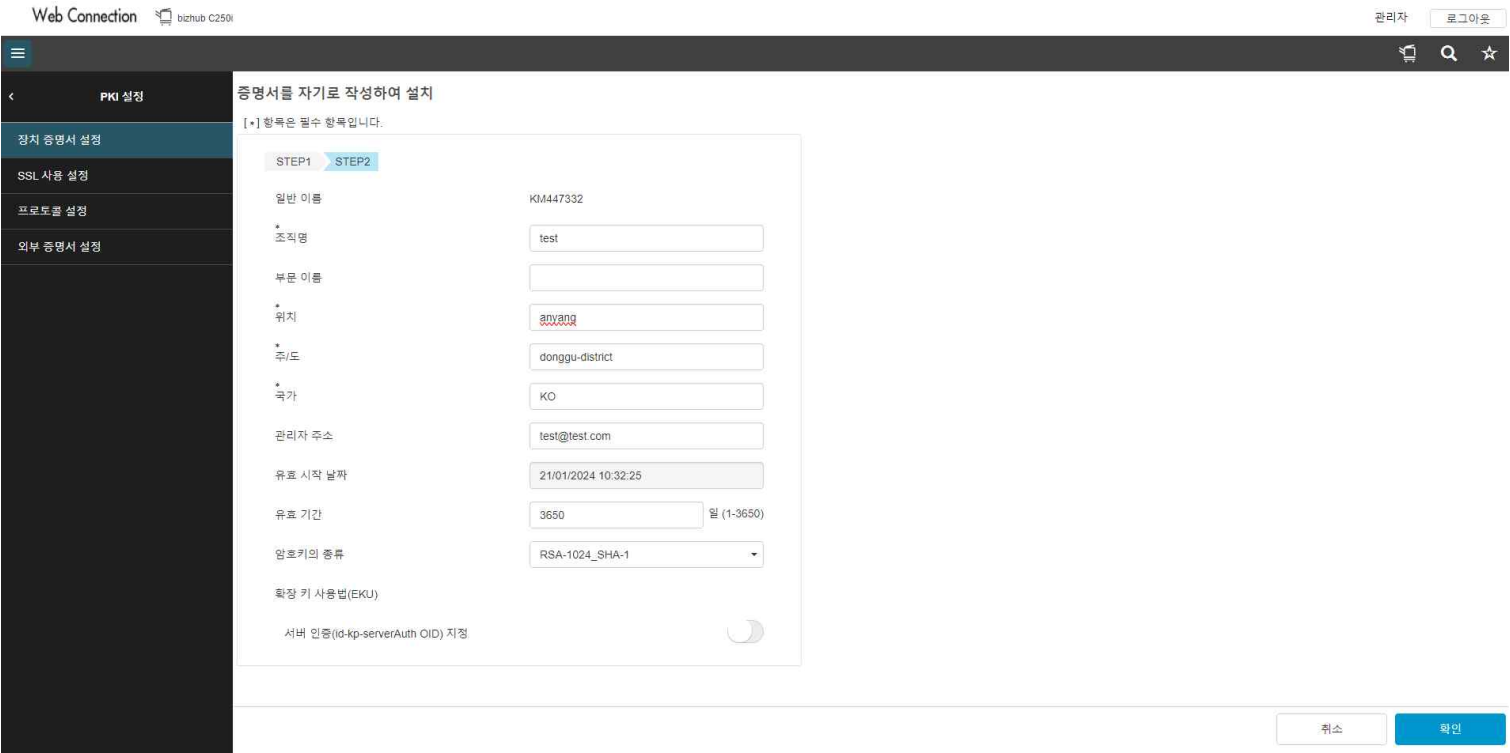 Web Connection bizhub C250i 관리자 로그아웃
PKI 설정
장치 증명서 설정
SSL 사용 설정
프로토콜 설정
외부 증명서 설정
증명서를 자기로 작성하여 설치
[*] 항목은 필수 항목입니다.
STEP1 STEP2
일반 이름 KM447332
*
조직명 test
부문 이름
*
위치 anyang
*
주/도 donggu-district
*
국가 KO
관리자 주소 test@test.com
유효 시작 날짜 21/01/2024 10:32:25
유효 기간 3650 일 (1-3650)
암호키의 종류 RSA-1024_SHA-1
확장 키 사용법(EKU)
서버 인증(id-kp-serverAuth OID) 지정
취소 확인